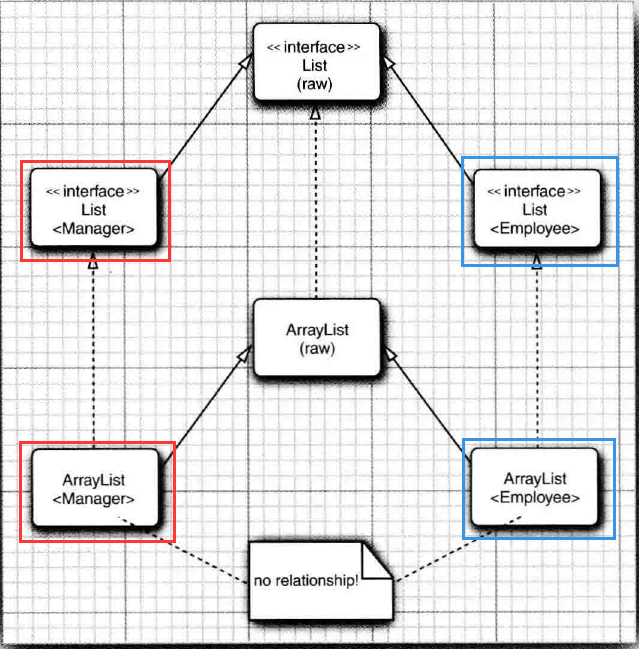 << interface >>
List
(raw)
<< interface >>
List
<Manager>
<< interface >>
List
<Employee>
ArrayList
(raw)
ArrayList
<Manager>
ArrayList
<Employee>
no relationship!